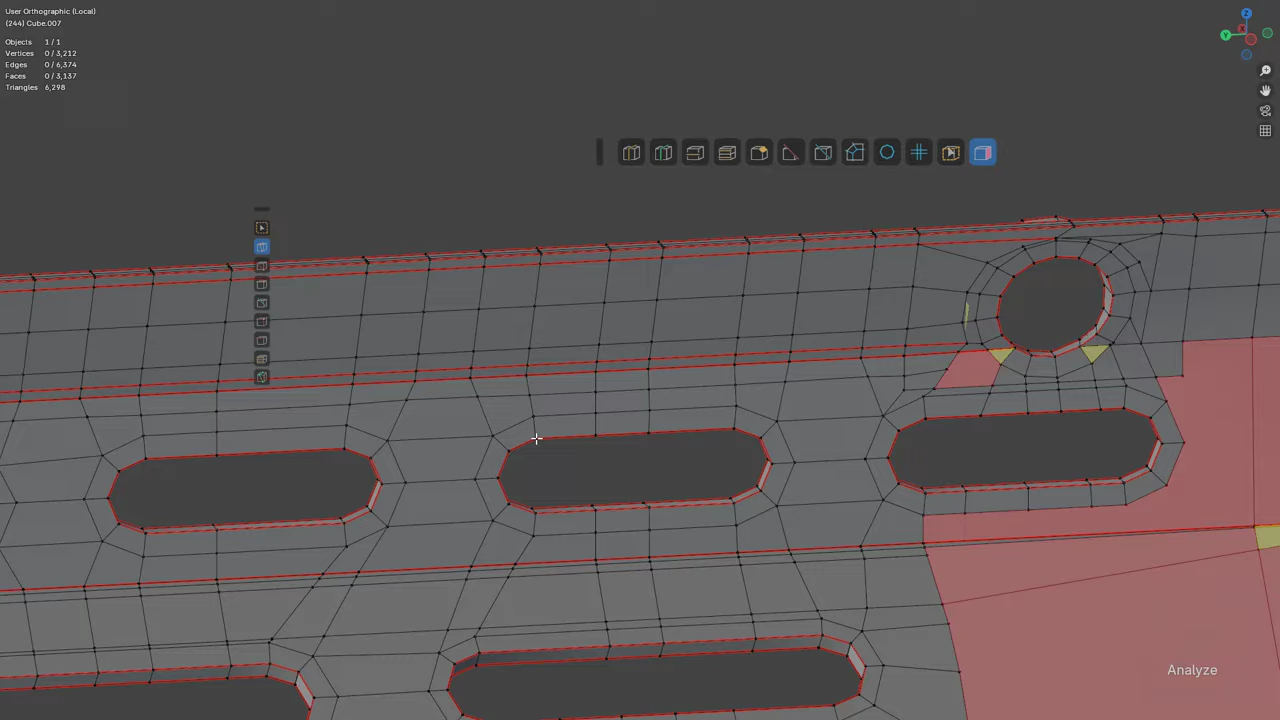 User Orthographic (Local)
(244) Cube.007
Objects 1 / 1
Vertices 0 / 3,212
Edges 0 / 6,374
Faces 0 / 3,137
Triangles 6,298
Z
Y
X
Analyze